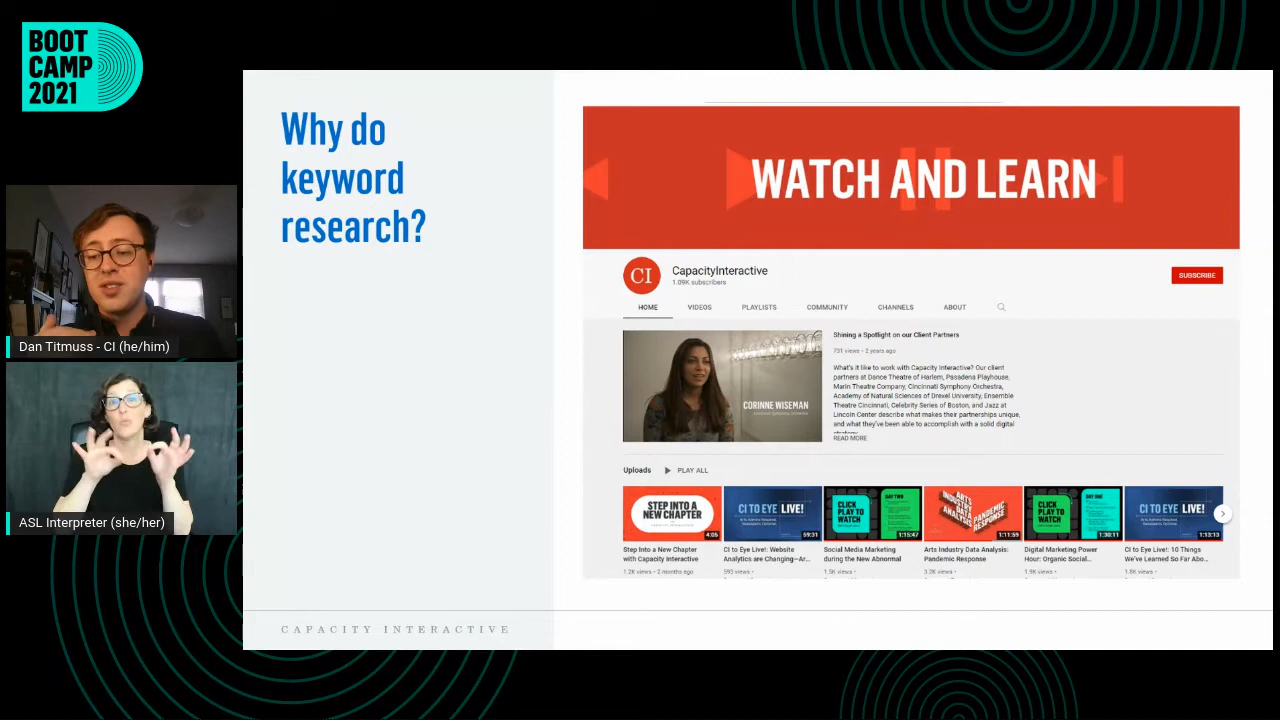 BOOT
CAMP
2021
Dan Titmuss - CI (he/him)
ASL Interpreter (she/her)
Why do
keyword
research?
CAPACITY INTERACTIVE
WATCH AND LEARN
CI
CapacityInteractive
1.09K subscribers
SUBSCRIBE
HOME VIDEOS PLAYLISTS COMMUNITY CHANNELS ABOUT
CORINNE WISEMAN
Shining a Spotlight on our Client Partners
731 views • 2 years ago
What's it like to work with Capacity Interactive? Our client
partners at Dance Theatre of Harlem, Pasadena Playhouse,
Marin Theatre Company, Cincinnati Symphony Orchestra,
Academy of Natural Sciences of Drexel University, Ensemble
Theatre Cincinnati, Celebrity Series of Boston, and Jazz at
Lincoln Center describe what makes their partnerships unique,
and what they've been able to accomplish with a solid digital
READ MORE
Uploads PLAY ALL
STEP INTO A
NEW CHAPTER
4:05
Step Into a New Chapter
with Capacity Interactive
1.2K views • 2 months ago
CI TO EYE LIVE!
59:31
CI to Eye Live!: Website
Analytics are Changing—Ar...
593 views •
CLICK
PLAY TO
WATCH
DAY TWO
1:15:47
Social Media Marketing
during the New Abnormal
1.5K views •
ARTS
INDUSTRY
DATA
ANALYSIS:
PANDEMIC
RESPONSE
1:11:59
Arts Industry Data Analysis:
Pandemic Response
3.2K views •
CLICK
PLAY TO
WATCH
DAY ONE
1:30:11
Digital Marketing Power
Hour: Organic Social...
1.9K views •
CI TO EYE LIVE!
1:13:13
CI to Eye Live!: 10 Things
We've Learned So Far Abo...
1.8K views •